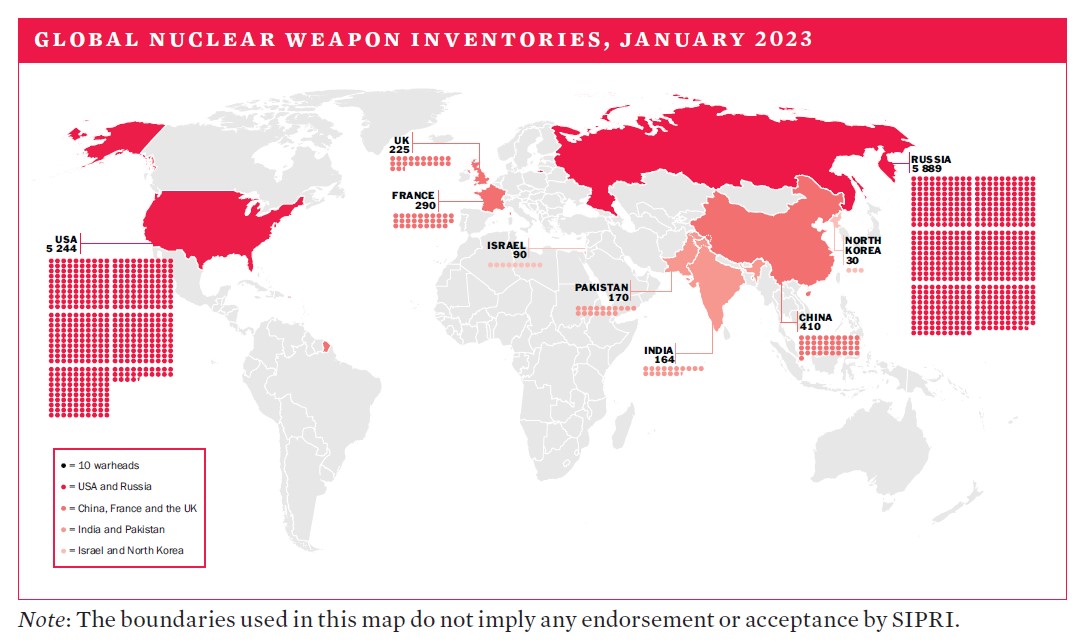 GLOBAL NUCLEAR WEAPON INVENTORIES, JANUARY 2023
UK
225
FRANCE
290
RUSSIA
5 889
USA
5 244
ISRAEL
90
NORTH
KOREA
30
PAKISTAN
170
CHINA
410
INDIA
164
= 10 warheads
= USA and Russia
= China, France and the UK
= India and Pakistan
= Israel and North Korea
Note: The boundaries used in this map do not imply any endorsement or acceptance by SIPRI.